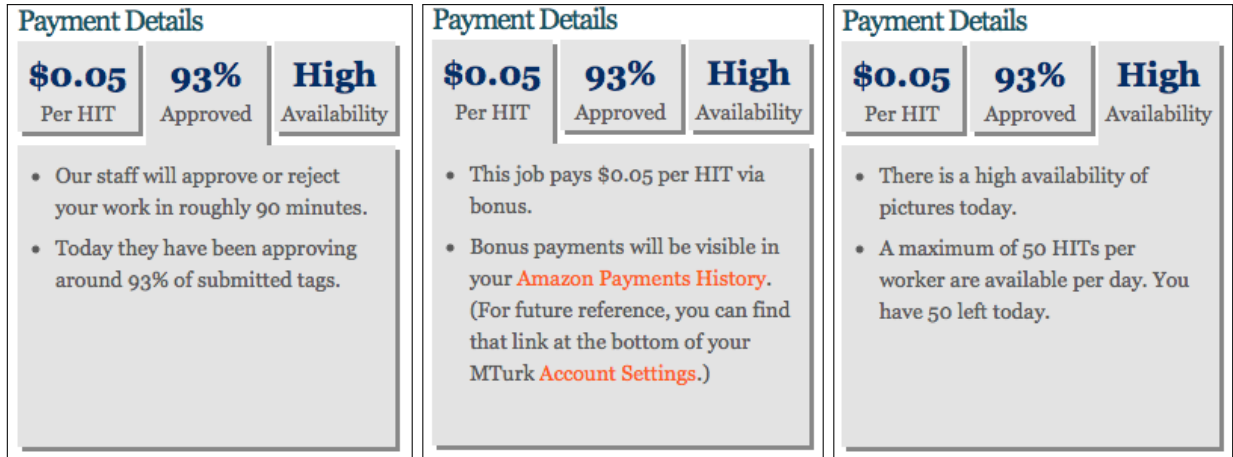 Payment Details
$0.05 93% High
Per HIT Approved Availability
• Our staff will approve or reject
your work in roughly 90 minutes.
• Today they have been approving
around 93% of submitted tags.
Payment Details
$0.05 93% High
Per HIT Approved Availability
• This job pays $0.05 per HIT via
bonus.
• Bonus payments will be visible in
your Amazon Payments History.
(For future reference, you can find
that link at the bottom of your
MTurk Account Settings.)
Payment Details
$0.05 93% High
Per HIT Approved Availability
• There is a high availability of
pictures today.
• A maximum of 50 HITs per
worker are available per day. You
have 50 left today.